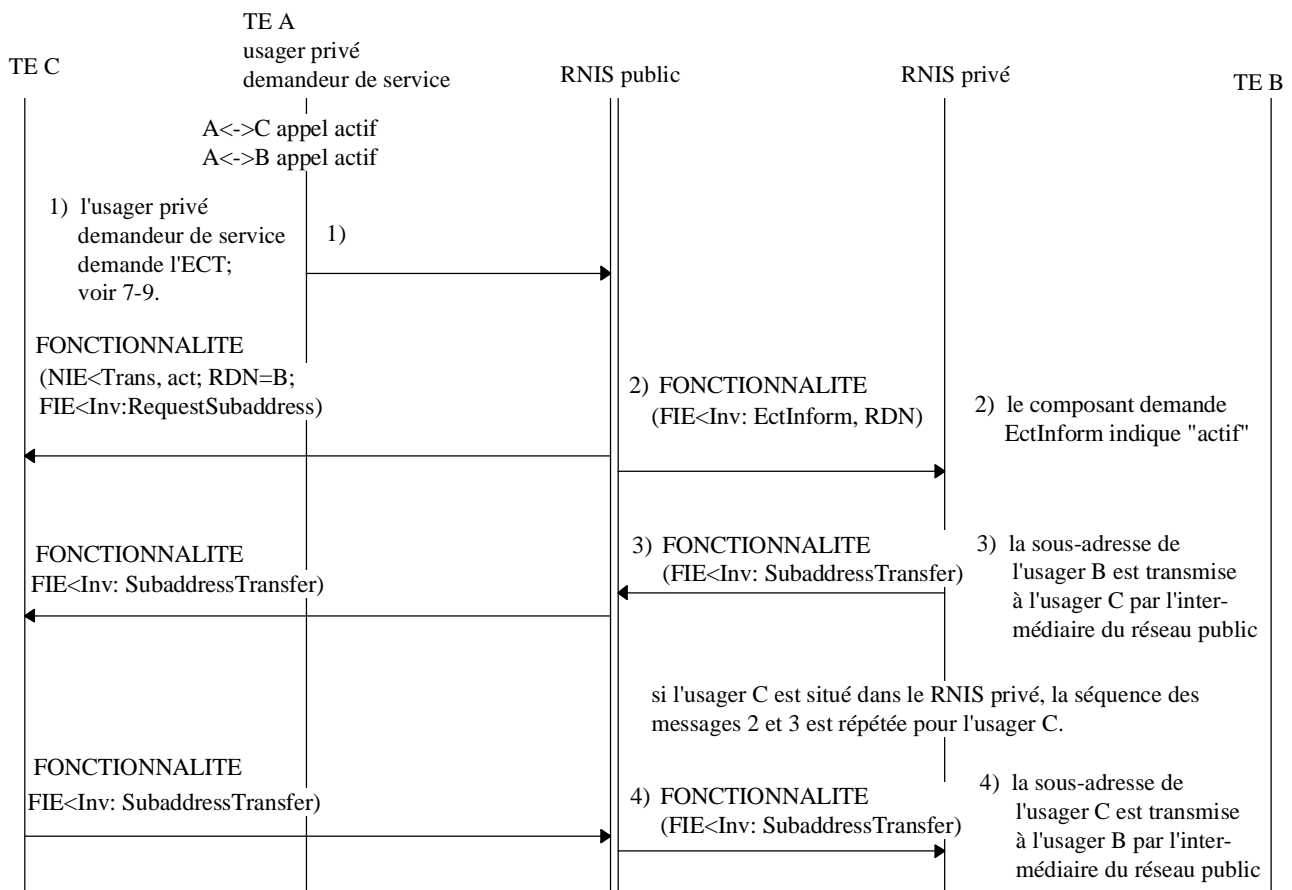 TE C
TE A
usager privé
demandeur de service
RNIS public
RNIS privé
TE B
A<->C appel actif
A<->B appel actif
1) l'usager privé
demandeur de service
demande l'ECT;
voir 7-9.
1)
FONCTIONNALITE
(NIE<Trans, act; RDN=B;
FIE<Inv:RequestSubaddress)
2) FONCTIONNALITE
(FIE<Inv: EctInform, RDN)
2) le composant demande
EctInform indique "actif"
FONCTIONNALITE
FIE<Inv: SubaddressTransfer)
3) FONCTIONNALITE
(FIE<Inv: SubaddressTransfer)
3) la sous-adresse de
l'usager B est transmise
à l'usager C par l'inter-
médiaire du réseau public
si l'usager C est situé dans le RNIS privé, la séquence des
messages 2 et 3 est répétée pour l'usager C.
FONCTIONNALITE
FIE<Inv: SubaddressTransfer)
4) FONCTIONNALITE
(FIE<Inv: SubaddressTransfer)
4) la sous-adresse de
l'usager C est transmise
à l'usager B par l'inter-
médiaire du réseau public